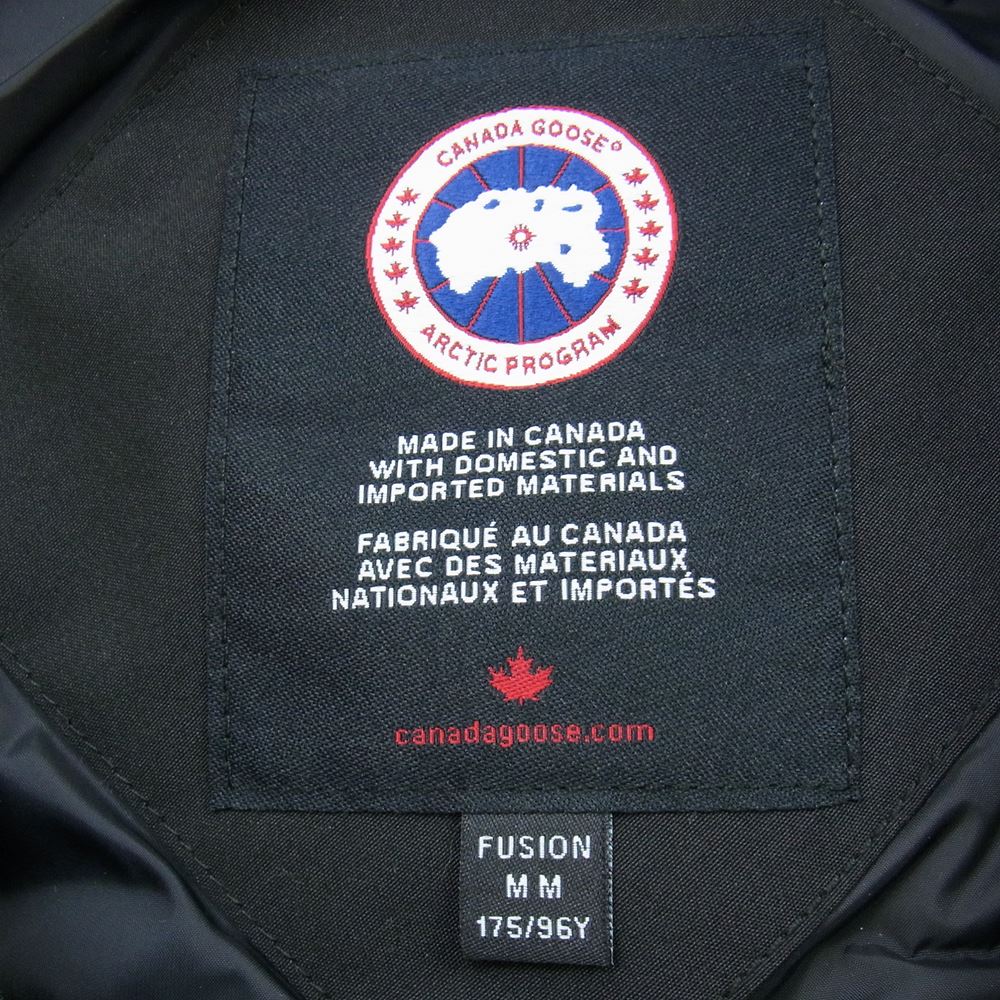 CANADA GOOSE®
ARCTIC PROGRAM
MADE IN CANADA
WITH DOMESTIC AND
IMPORTED MATERIALS
FABRIQUÉ AU CANADA
AVEC DES MATERIAUX
NATIONAUX ET IMPORTÉS
canadagoose.com
FUSION
M M
175/96Y